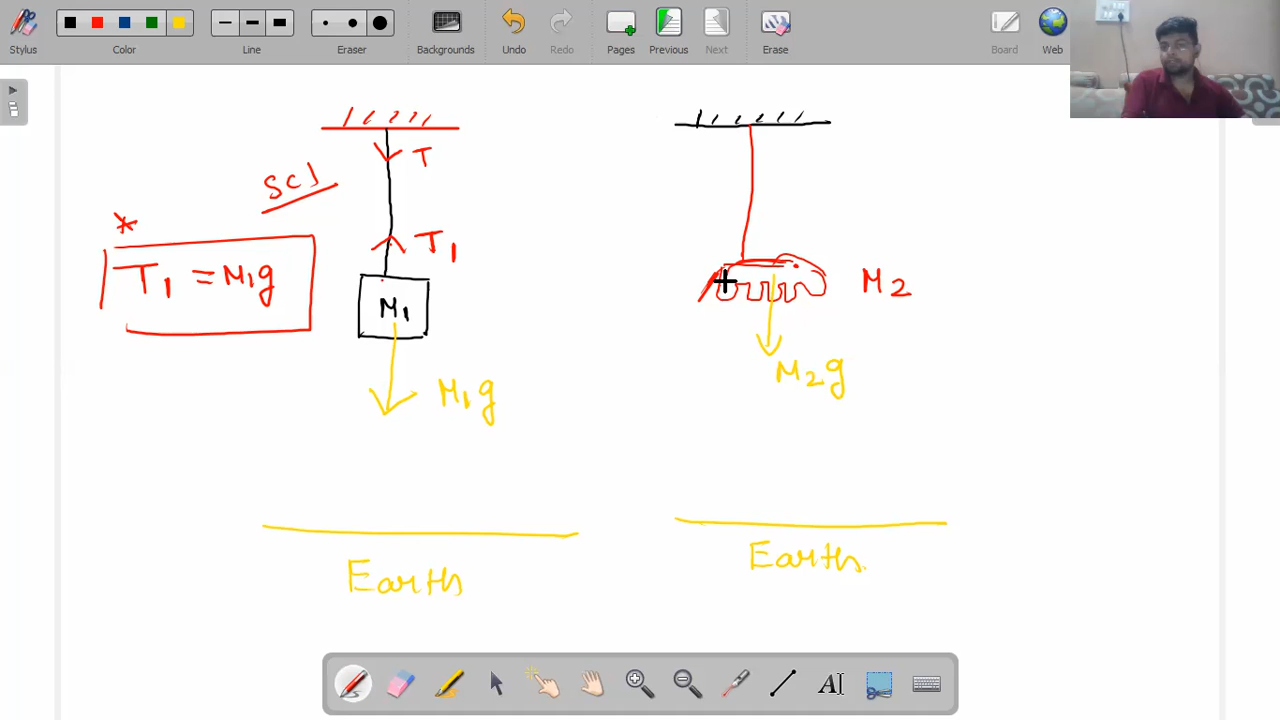 Stylus
Color
Line
Eraser
Backgrounds
Undo
Redo
Pages
Previous
Next
Erase
Board
Web
T
T1
*
T1 = M1g
M1
M1g
Earth
M2
M2g
Earth
AI